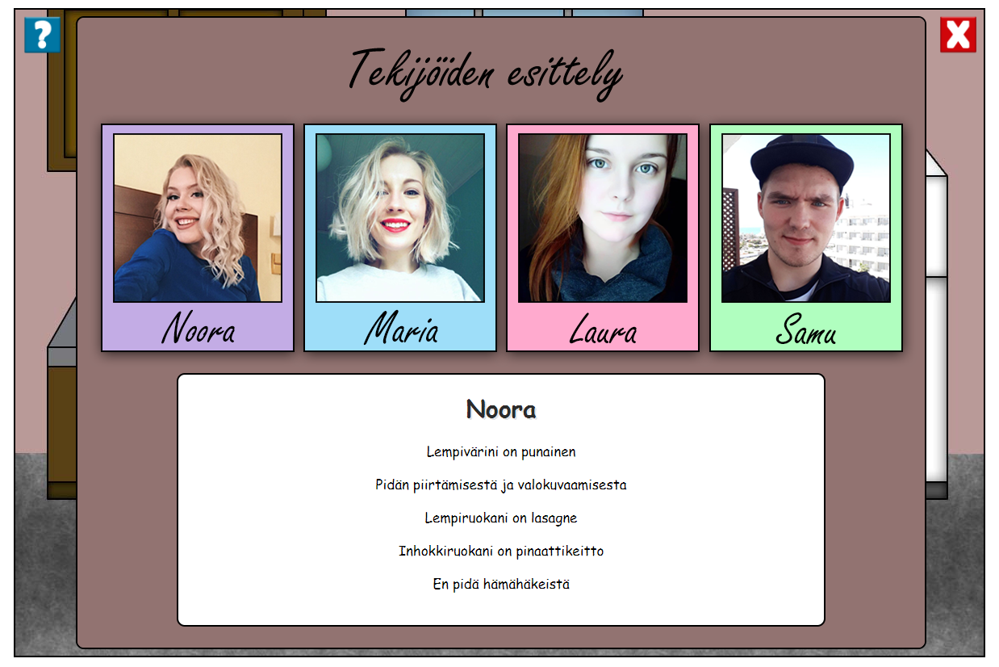 ?
X
Tekijöiden esittely
Noora
Maria
Laura
Samu
Noora
Lempivärini on punainen
Pidän piirtämisestä ja valokuvaamisesta
Lempiruokani on lasagne
Inhokkiruokani on pinaattikeitto
En pidä hämähäkeistä